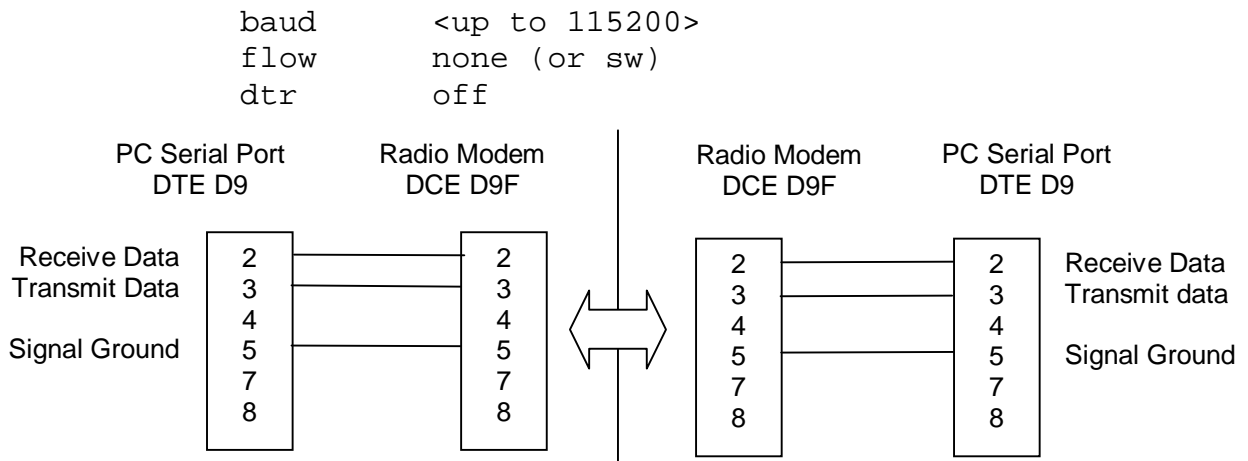 baud <up to 115200>
flow none (or sw)
dtr off
PC Serial Port Radio Modem Radio Modem PC Serial Port
DTE D9 DCE D9F DCE D9F DTE D9
Receive Data 2 2 2 2 Receive Data
Transmit Data 3 3 3 3 Transmit data
4 4 4 4
Signal Ground 5 5 5 5 Signal Ground
7 7 7 7
8 8 8 8